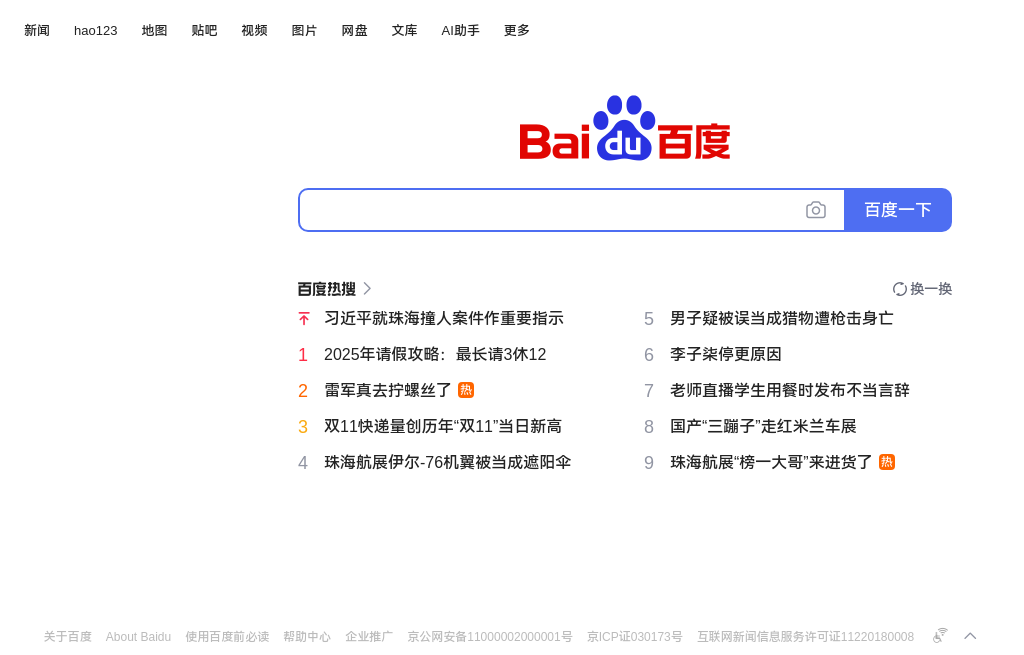 新闻 hao123 地图 贴吧 视频 图片 网盘 文库 AI助手 更多
Bai du 百度
百度一下
百度热搜 换一换
习近平就珠海撞人案件作重要指示
1 2025年请假攻略：最长请3休12
2 雷军真去拧螺丝了 热
3 双11快递量创历年“双11”当日新高
4 珠海航展伊尔-76机翼被当成遮阳伞
5 男子疑被误当成猎物遭枪击身亡
6 李子柒停更原因
7 老师直播学生用餐时发布不当言辞
8 国产“三蹦子”走红米兰车展
9 珠海航展“榜一大哥”来进货了 热
关于百度 About Baidu 使用百度前必读 帮助中心 企业推广 京公网安备11000002000001号 京ICP证030173号 互联网新闻信息服务许可证11220180008